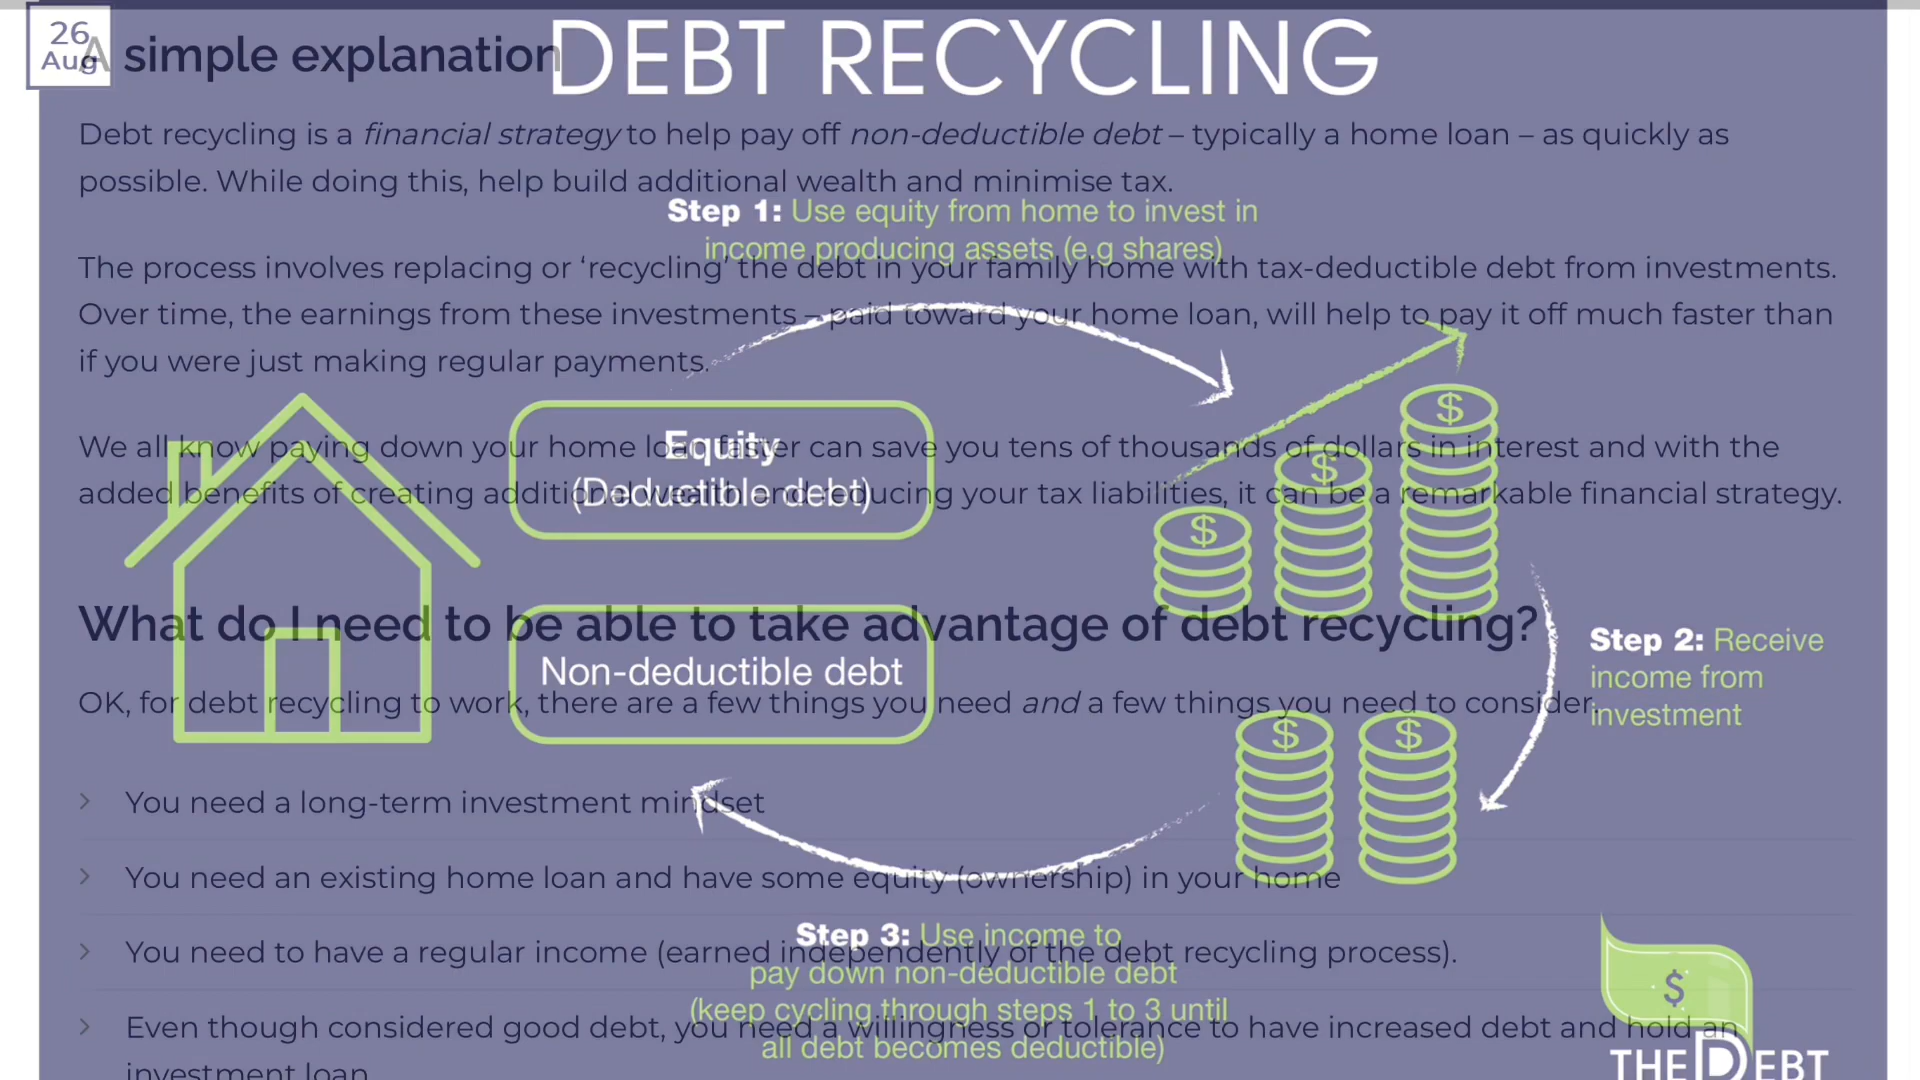 26
Aug
A simple explanation
DEBT RECYCLING
Debt recycling is a financial strategy to help pay off non-deductible debt – typically a home loan – as quickly as
possible. While doing this, help build additional wealth and minimise tax.
Step 1: Use equity from home to invest in
income producing assets (e.g shares)
The process involves replacing or ‘recycling’ the debt in your family home with tax-deductible debt from investments.
Over time, the earnings from these investments – paid toward your home loan, will help to pay it off much faster than
if you were just making regular payments.
We all know paying down your home loan faster can save you tens of thousands of dollars in interest and with the
added benefits of creating additional wealth and reducing your tax liabilities, it can be a remarkable financial strategy.
Equity
(Deductible debt)
$
$
$
What do I need to be able to take advantage of debt recycling?
Non-deductible debt
Step 2: Receive
income from
investment
OK, for debt recycling to work, there are a few things you need and a few things you need to consider.
$
$
You need a long-term investment mindset
You need an existing home loan and have some equity (ownership) in your home
You need to have a regular income (earned independently of the debt recycling process).
Step 3: Use income to
pay down non-deductible debt
(keep cycling through steps 1 to 3 until
all debt becomes deductible)
Even though considered good debt, you need a willingness or tolerance to have increased debt and hold an
investment loan
$
THE DEBT